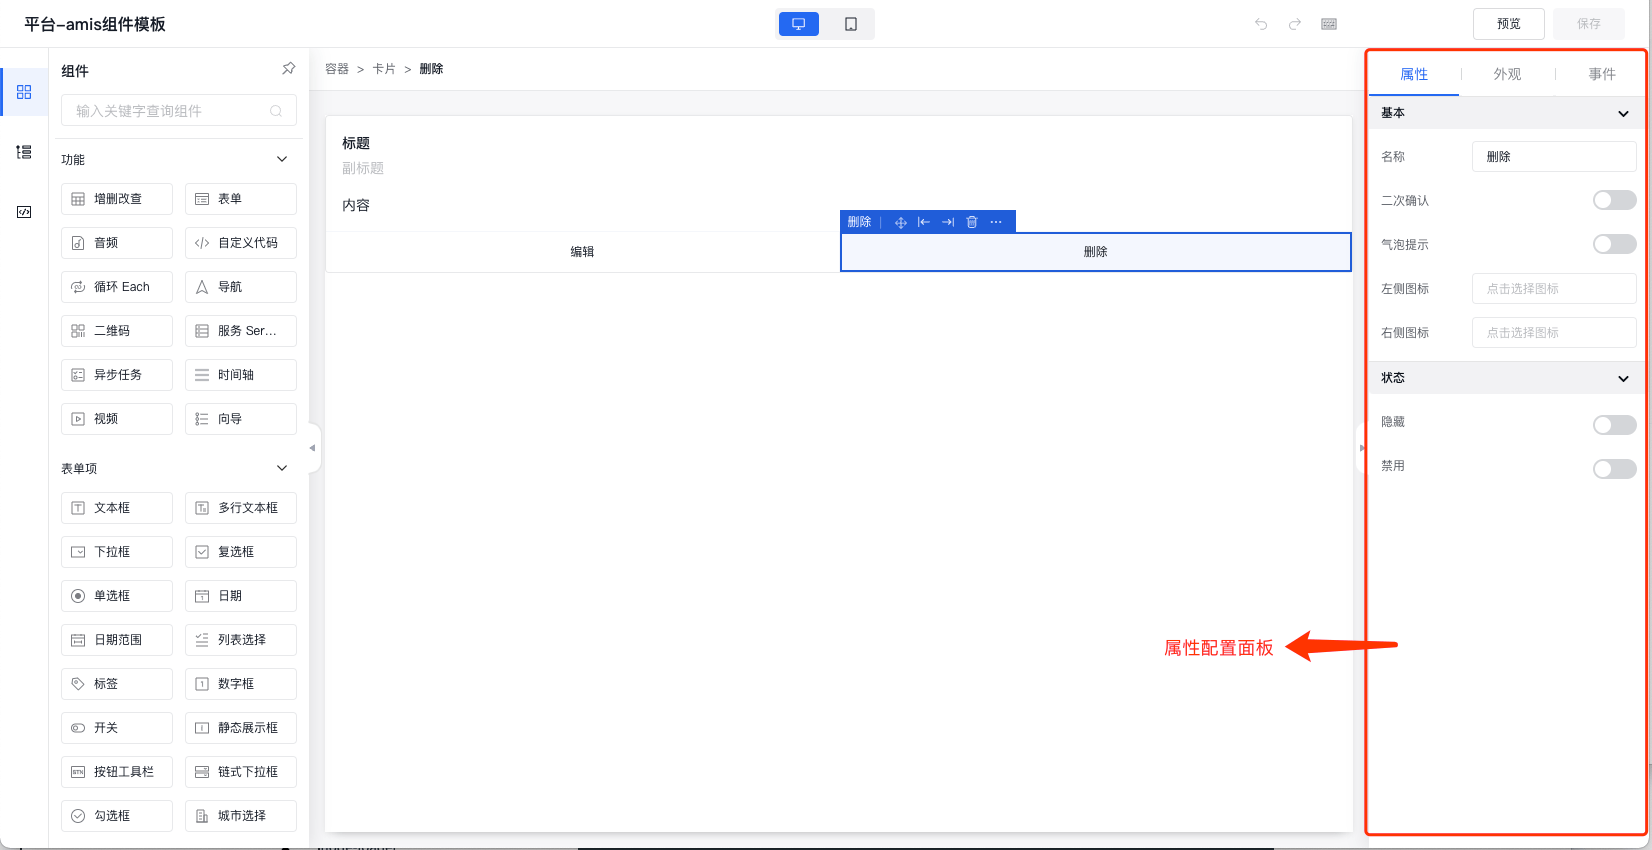 平台-amis组件模板
预览
保存
组件
输入关键字查询组件
功能
增删改查
表单
音频
自定义代码
循环 Each
导航
二维码
服务 Ser...
异步任务
时间轴
视频
向导
表单项
文本框
多行文本框
下拉框
复选框
单选框
日期
日期范围
列表选择
标签
数字框
开关
静态展示框
按钮工具栏
链式下拉框
勾选框
城市选择
容器 > 卡片 > 删除
标题
副标题
内容
删除
编辑
删除
属性配置面板
属性
外观
事件
基本
名称
删除
二次确认
气泡提示
左侧图标
点击选择图标
右侧图标
点击选择图标
状态
隐藏
禁用